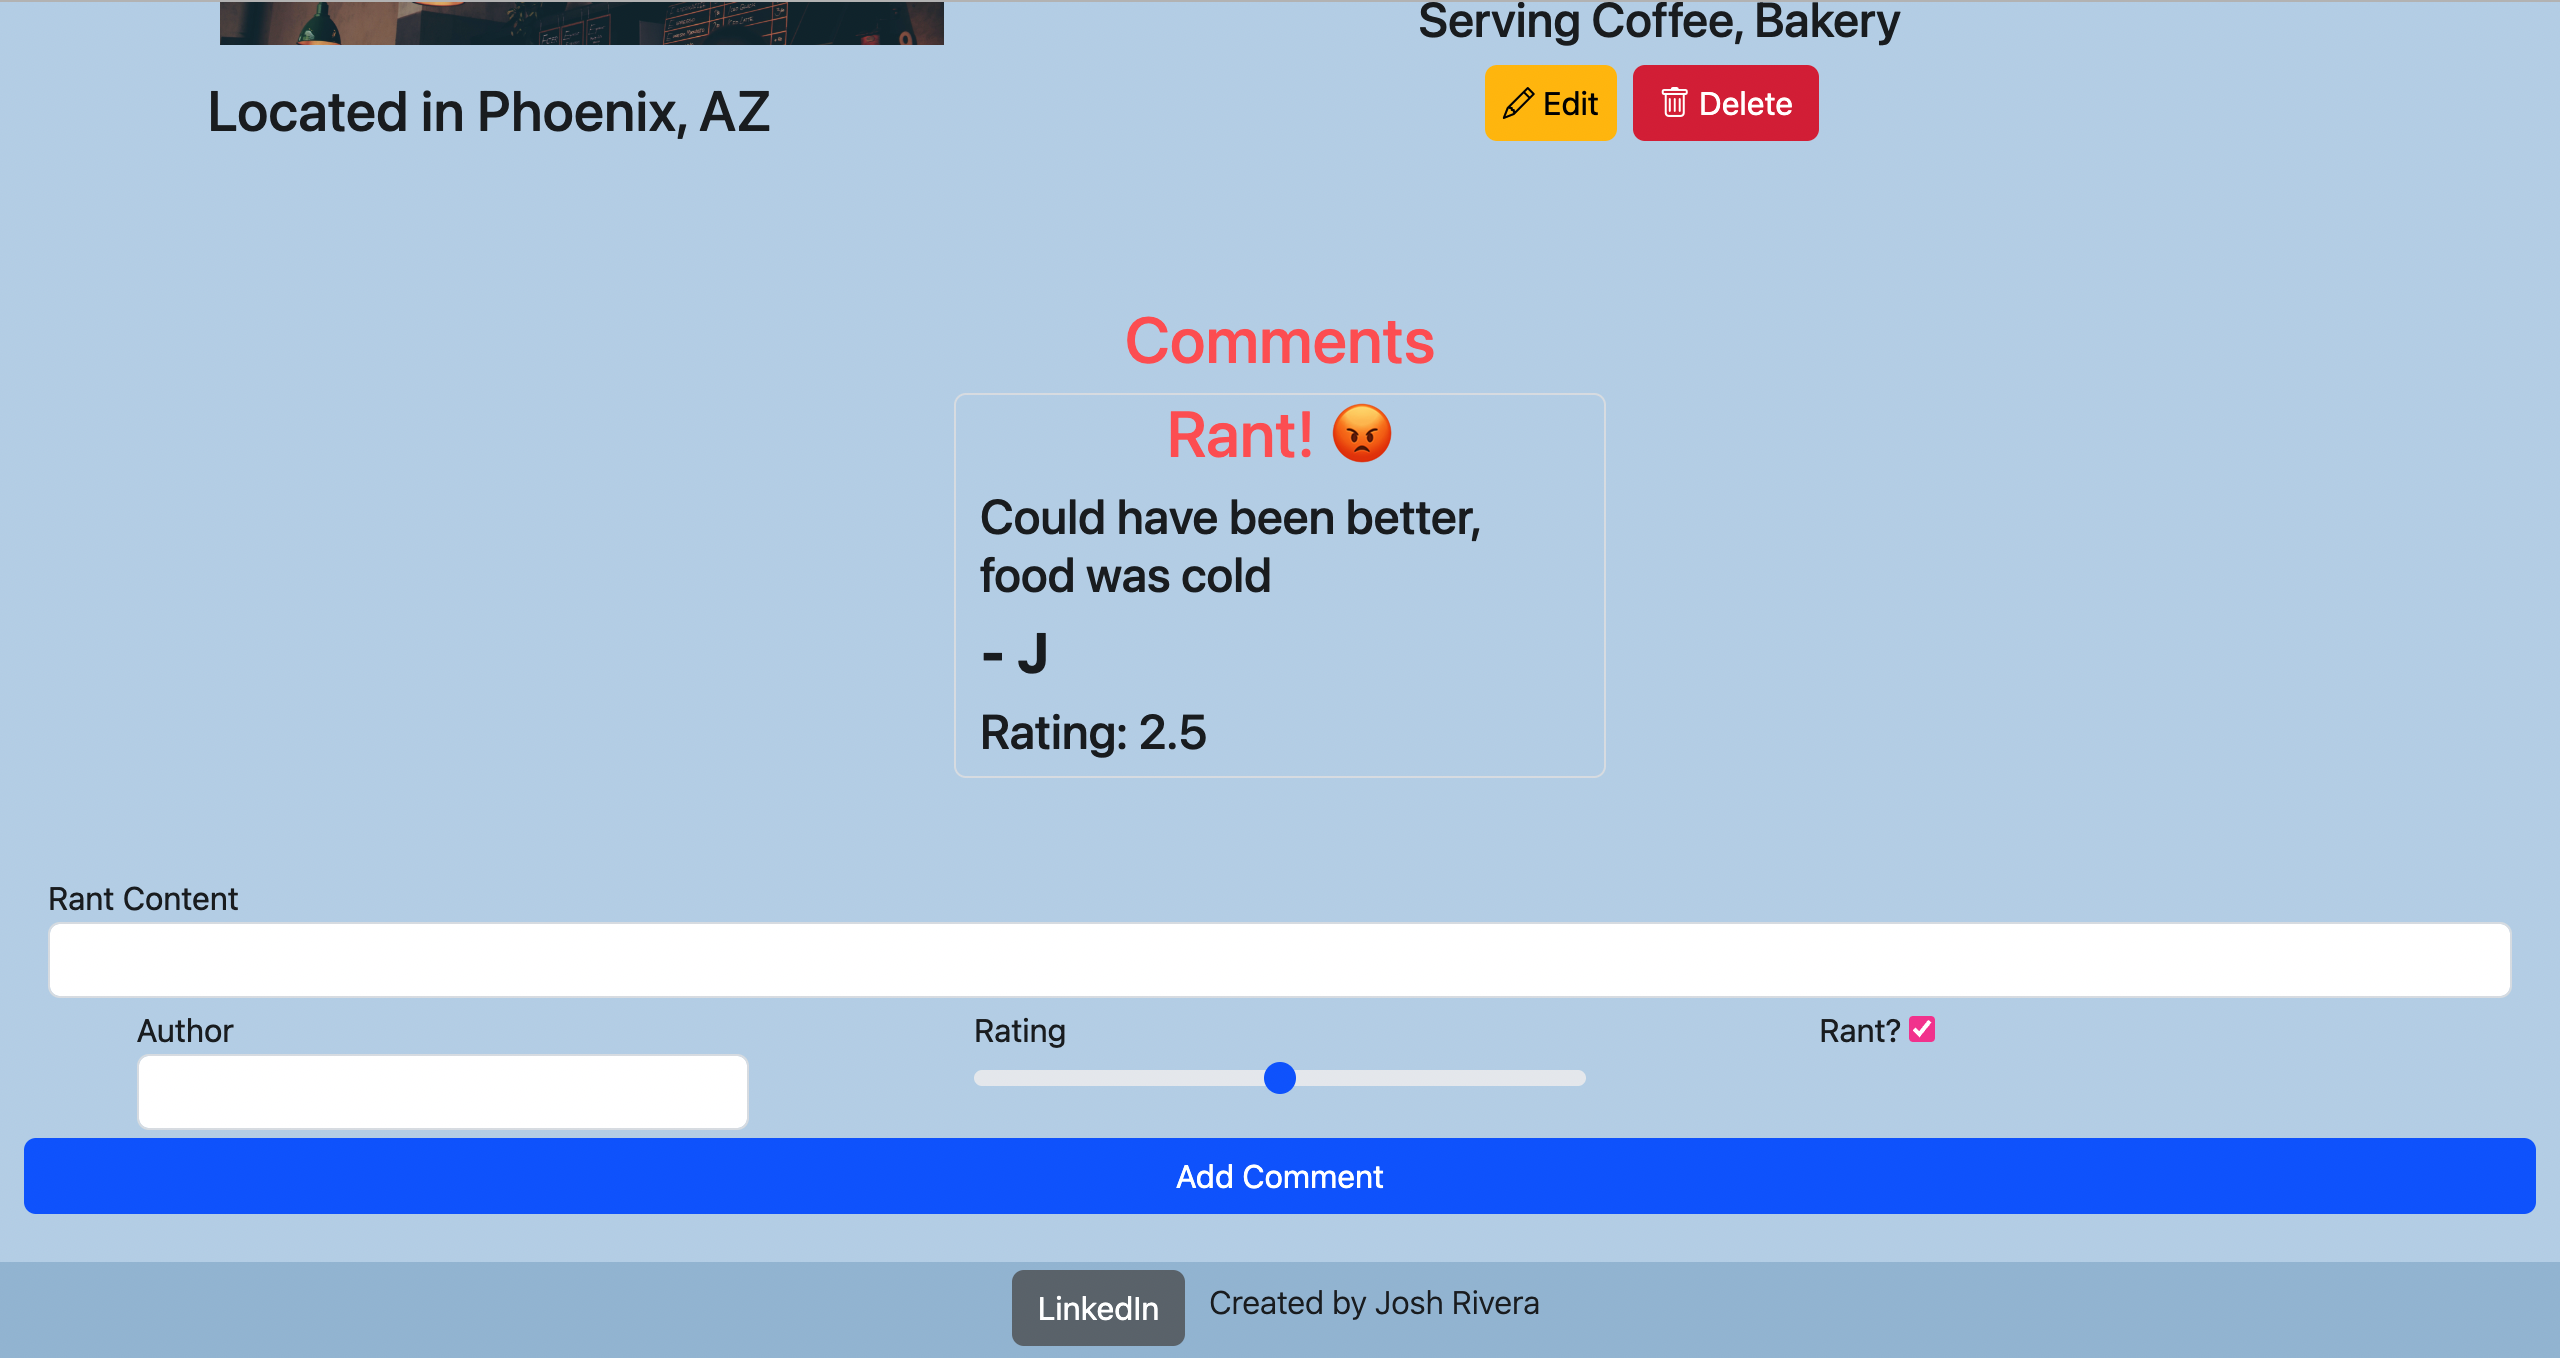 Serving Coffee, Bakery
Located in Phoenix, AZ
Edit
Delete
Comments
Rant! 😡
Could have been better,
food was cold
- J
Rating: 2.5
Rant Content
Author
Rating
Rant?
Add Comment
LinkedIn
Created by Josh Rivera